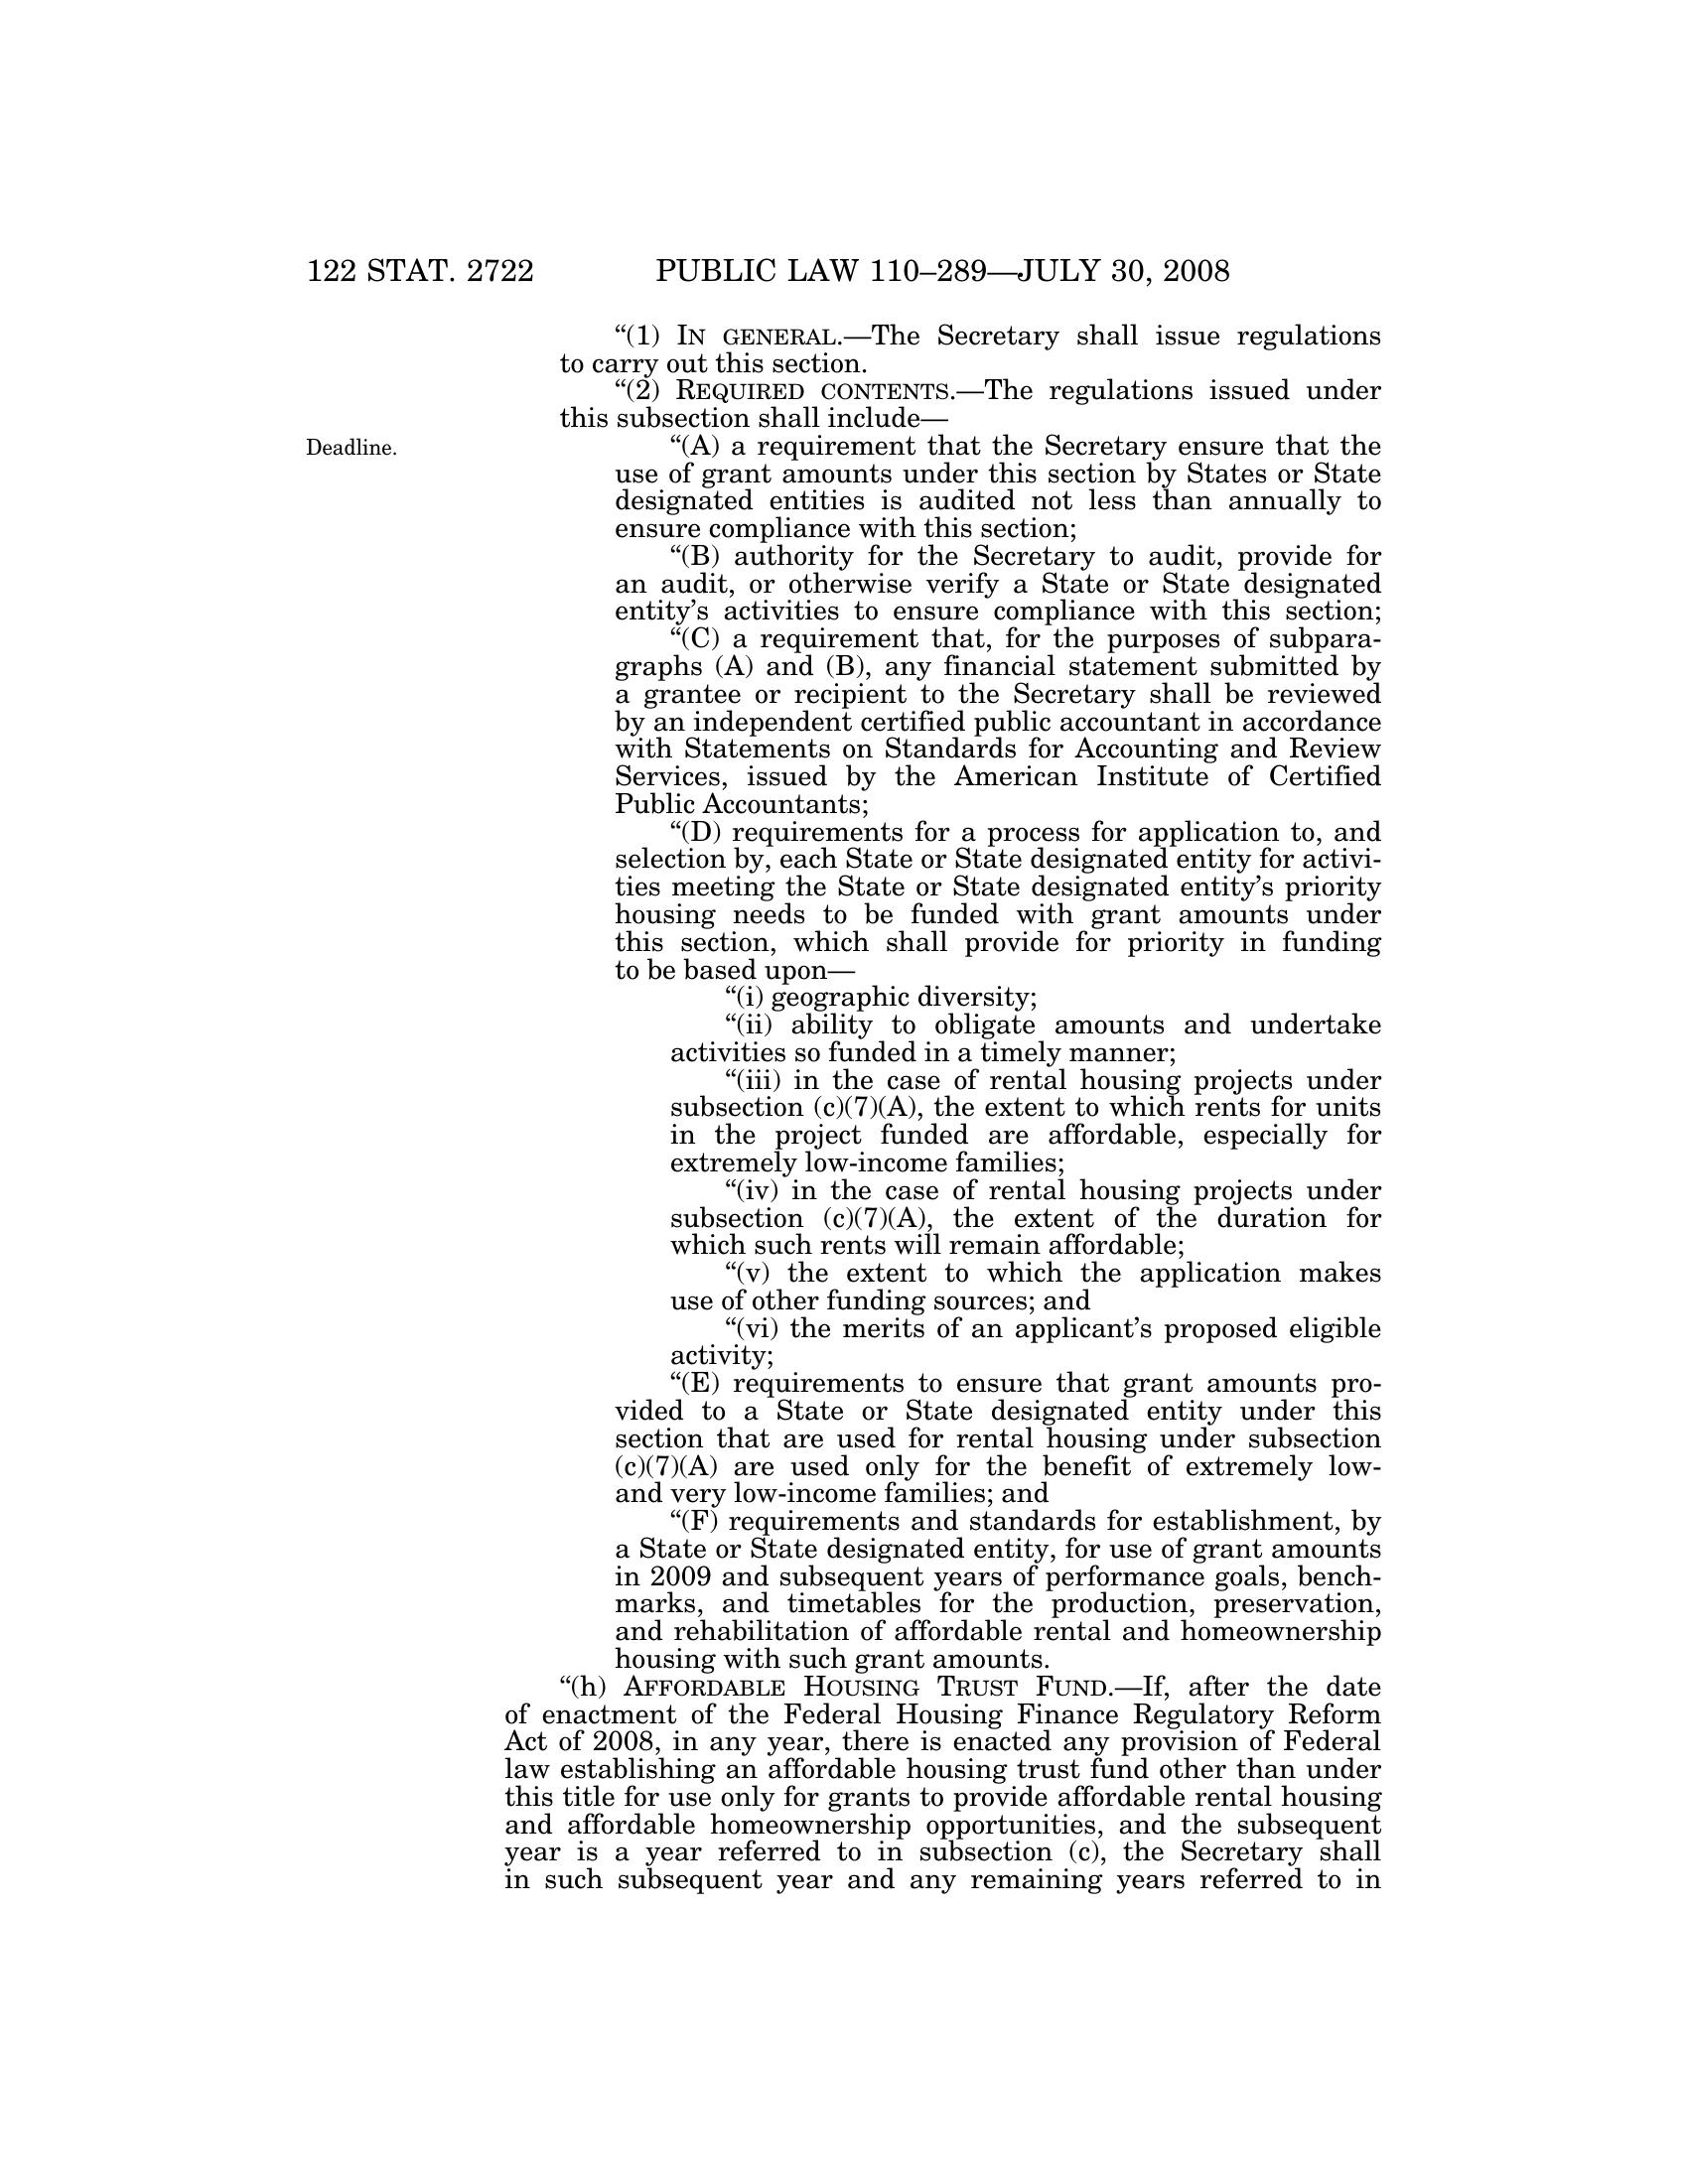 122 STAT. 2722 PUBLIC LAW 110–289—JULY 30, 2008
“(1) IN GENERAL.—The Secretary shall issue regulations
to carry out this section.
“(2) REQUIRED CONTENTS.—The regulations issued under
this subsection shall include—
Deadline.
“(A) a requirement that the Secretary ensure that the
use of grant amounts under this section by States or State
designated entities is audited not less than annually to
ensure compliance with this section;
“(B) authority for the Secretary to audit, provide for
an audit, or otherwise verify a State or State designated
entity’s activities to ensure compliance with this section;
“(C) a requirement that, for the purposes of subpara-
graphs (A) and (B), any financial statement submitted by
a grantee or recipient to the Secretary shall be reviewed
by an independent certified public accountant in accordance
with Statements on Standards for Accounting and Review
Services, issued by the American Institute of Certified
Public Accountants;
“(D) requirements for a process for application to, and
selection by, each State or State designated entity for activi-
ties meeting the State or State designated entity’s priority
housing needs to be funded with grant amounts under
this section, which shall provide for priority in funding
to be based upon—
“(i) geographic diversity;
“(ii) ability to obligate amounts and undertake
activities so funded in a timely manner;
“(iii) in the case of rental housing projects under
subsection (c)(7)(A), the extent to which rents for units
in the project funded are affordable, especially for
extremely low-income families;
“(iv) in the case of rental housing projects under
subsection (c)(7)(A), the extent of the duration for
which such rents will remain affordable;
“(v) the extent to which the application makes
use of other funding sources; and
“(vi) the merits of an applicant’s proposed eligible
activity;
“(E) requirements to ensure that grant amounts pro-
vided to a State or State designated entity under this
section that are used for rental housing under subsection
(c)(7)(A) are used only for the benefit of extremely low-
and very low-income families; and
“(F) requirements and standards for establishment, by
a State or State designated entity, for use of grant amounts
in 2009 and subsequent years of performance goals, bench-
marks, and timetables for the production, preservation,
and rehabilitation of affordable rental and homeownership
housing with such grant amounts.
“(h) AFFORDABLE HOUSING TRUST FUND.—If, after the date
of enactment of the Federal Housing Finance Regulatory Reform
Act of 2008, in any year, there is enacted any provision of Federal
law establishing an affordable housing trust fund other than under
this title for use only for grants to provide affordable rental housing
and affordable homeownership opportunities, and the subsequent
year is a year referred to in subsection (c), the Secretary shall
in such subsequent year and any remaining years referred to in